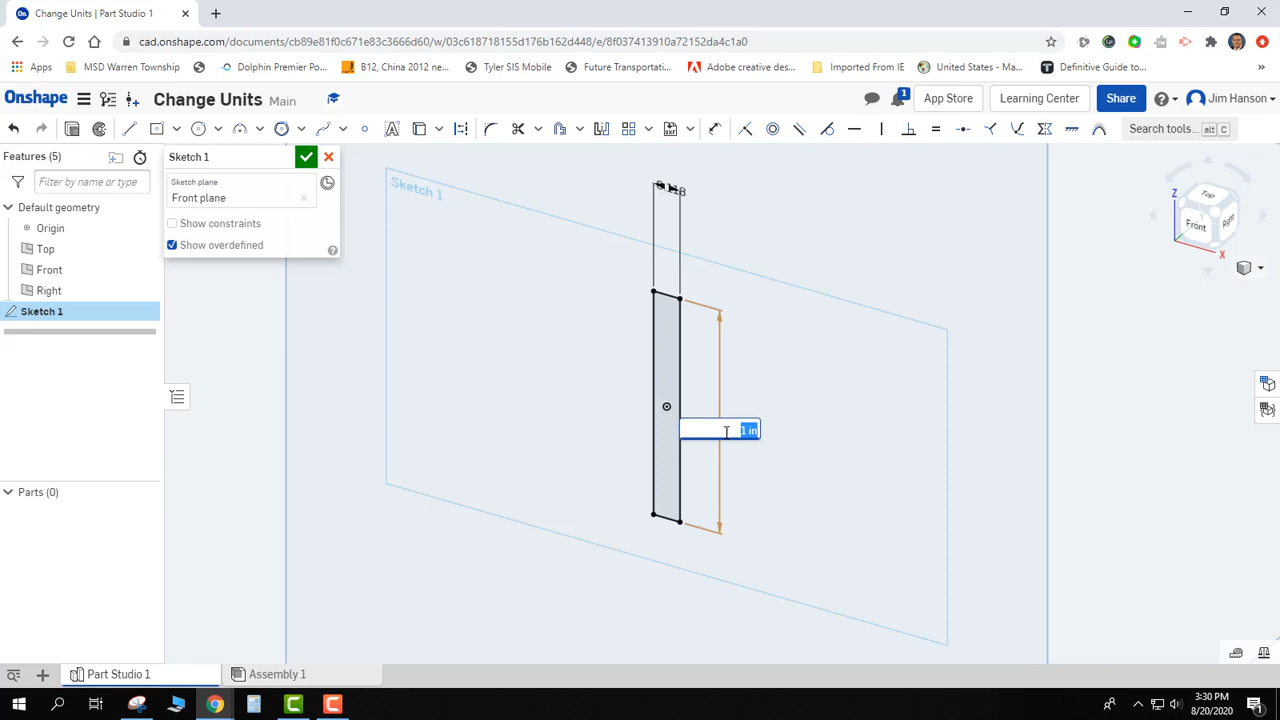 Change Units | Part Studio 1
cad.onshape.com/documents/cb89e81f0c671e83c3666d60/w/03c618718155d176b162d448/e/8f037413910a72152da4c1a0
Apps
MSD Warren Township
Dolphin Premier Po...
B12, China 2012 ne...
Tyler SIS Mobile
Future Transportati...
Adobe creative des...
United States - Ma...
Imported From IE
Definitive Guide to...
Onshape
Change Units Main
App Store
Learning Center
Share
Jim Hanson
Search tools... alt C
Features (5)
Filter by name or type
Default geometry
Origin
Top
Front
Right
Sketch 1
Parts (0)
Sketch 1
Sketch plane
Front plane
Show constraints
Show overdefined
Sketch 1
0.118
1 in
Z
Top
Front
Right
X
Part Studio 1
Assembly 1
3:30 PM
8/20/2020